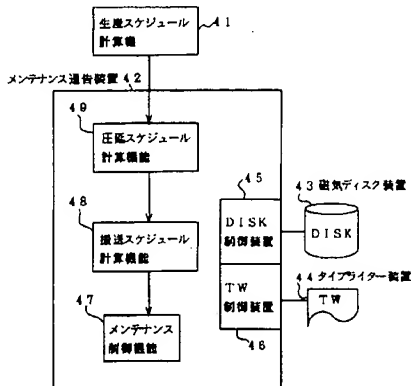 生産スケジュール
計算機
41
メンテナンス通告装置 42
49
圧延スケジュール
計算機能
48
搬送スケジュール
計算機能
47
メンテナンス
制御機能
45
DISK
制御装置
TW
制御装置
46
43 磁気ディスク装置
DISK
44 タイプライター装置
TW